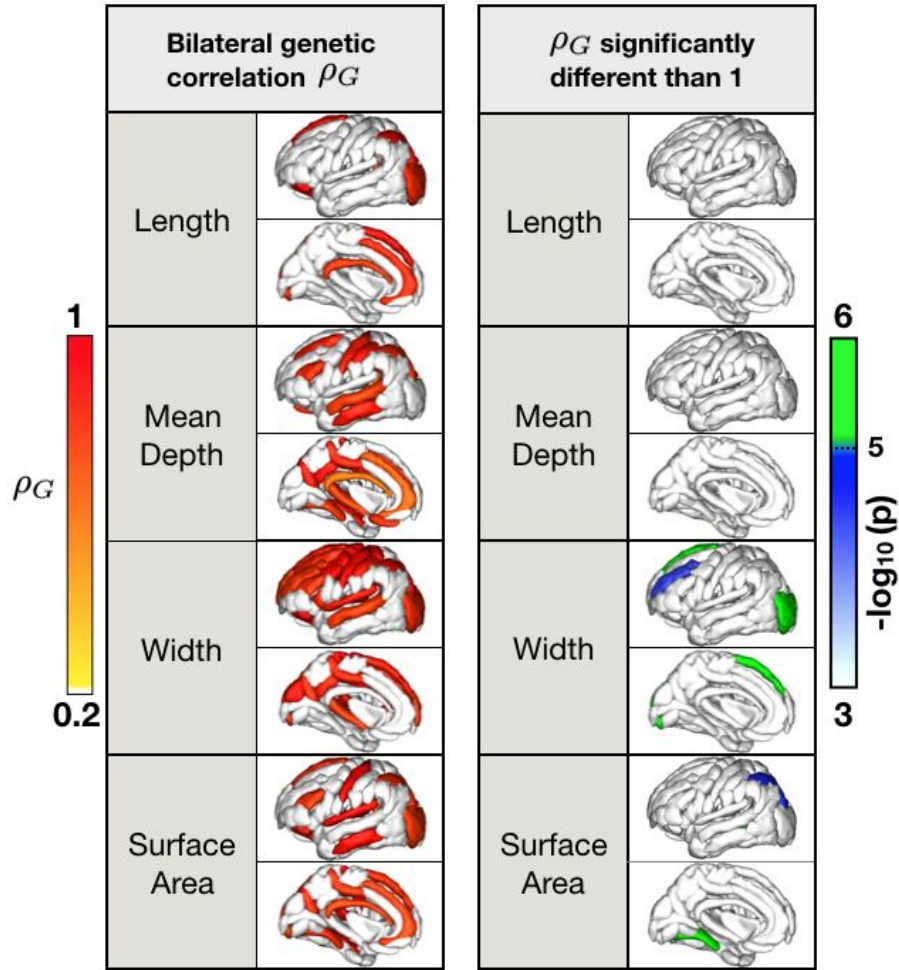 Bilateral genetic
correlation ρG
Length
Mean
Depth
Width
Surface
Area
1
ρG
0.2
ρG significantly
different than 1
Length
Mean
Depth
Width
Surface
Area
6
5
-log10 (p)
3